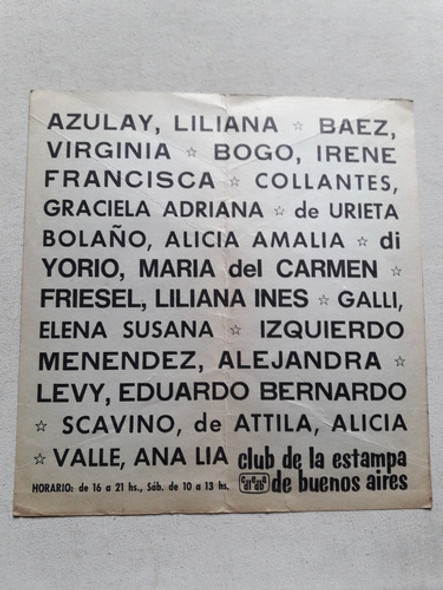 AZULAY, LILIANA ☆ BAEZ,
VIRGINIA ☆ BOGO, IRENE
FRANCISCA ☆ COLLANTES,
GRACIELA ADRIANA ☆ de URIETA
BOLAÑO, ALICIA AMALIA ☆ di
YORIO, MARIA del CARMEN ☆
FRIESEL, LILIANA INES ☆ GALLI,
ELENA SUSANA ☆ IZQUIERDO
MENENDEZ, ALEJANDRA ☆
LEVY, EDUARDO BERNARDO
☆ SCAVINO, de ATTILA, ALICIA
☆ VALLE, ANA LIA club de la estampa
de buenos aires
HORARIO: de 16 a 21 hs., Sáb. de 10 a 13 hs.